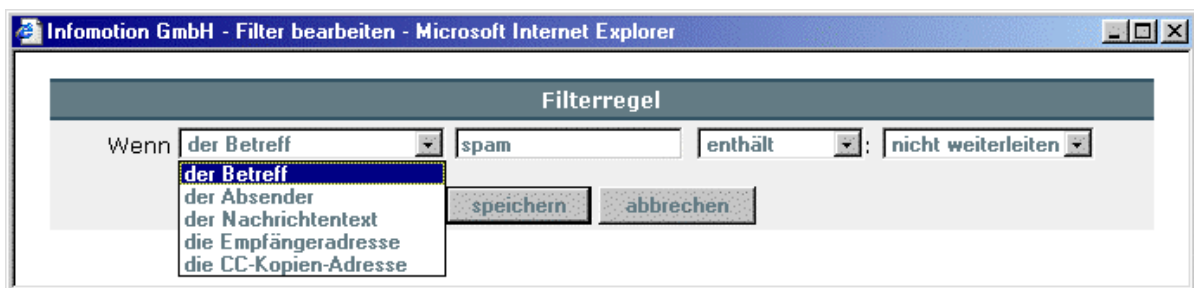 Infomotion GmbH - Filter bearbeiten - Microsoft Internet Explorer
Filterregel
Wenn der Betreff spam enthält : nicht weiterleiten
der Betreff
der Absender
speichern abbrechen
der Nachrichtentext
die Empfängeradresse
die CC-Kopien-Adresse